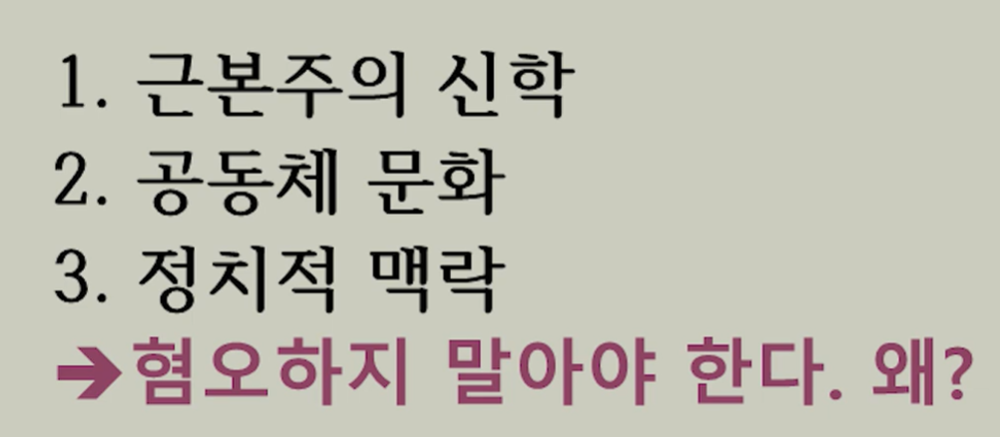 1. 근본주의 신학
2. 공동체 문화
3. 정치적 맥락
➔혐오하지 말아야 한다. 왜?